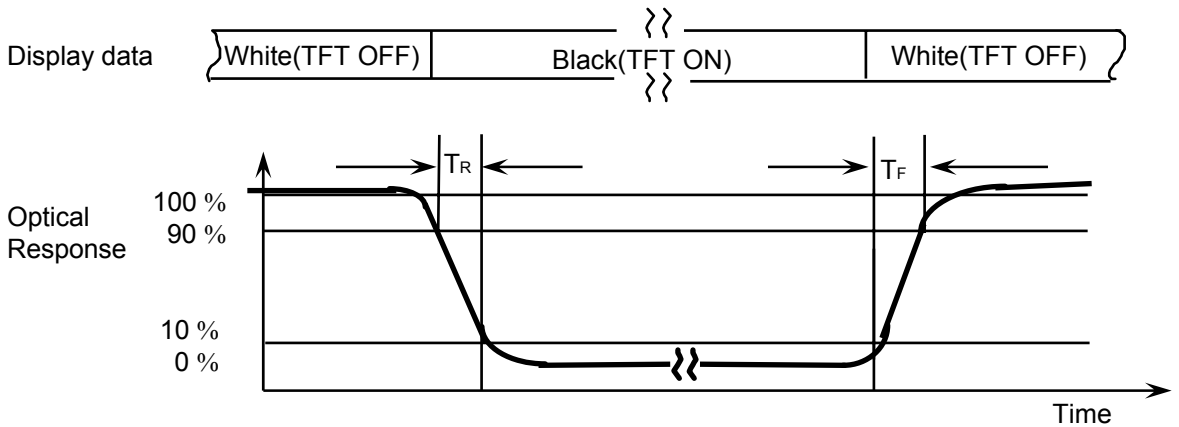 Display data White(TFT OFF) Black(TFT ON) White(TFT OFF)
TR TF
100 %
Optical
Response
90 %
10 %
0 %
Time